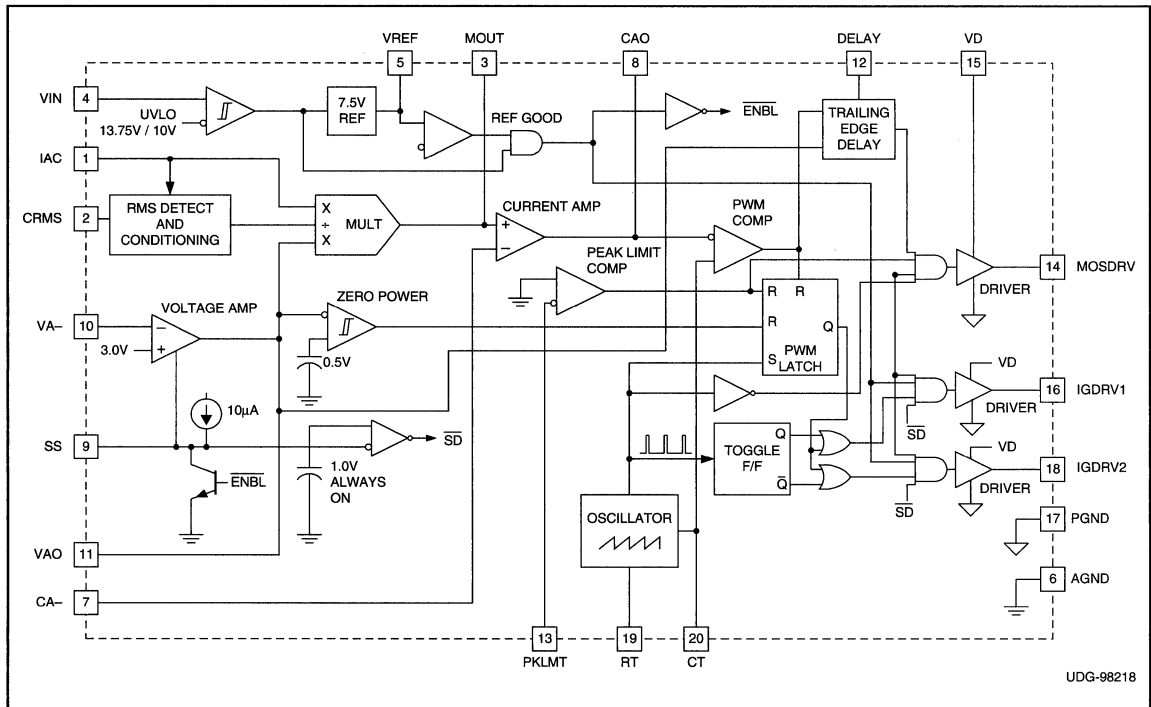 VREF
MOUT
CAO
DELAY
VD
5
3
8
12
15
VIN
4
UVLO
13.75V / 10V
7.5V
REF
REF GOOD
ENBL
TRAILING
EDGE
DELAY
IAC
1
CRMS
2
RMS DETECT
AND
CONDITIONING
X
÷
X
MULT
CURRENT AMP
+
−
PWM
COMP
PEAK LIMIT
COMP
14
MOSDRV
DRIVER
VOLTAGE AMP
ZERO POWER
R
R
R
Q
S
PWM
LATCH
VA–
10
−
+
3.0V
0.5V
VD
16
IGDRV1
DRIVER
SD
10µA
SS
9
SD
1.0V
ALWAYS
ON
ENBL
Q
TOGGLE
F/F
Q
VD
18
IGDRV2
DRIVER
SD
OSCILLATOR
17
PGND
VAO
11
6
AGND
CA–
7
13
19
20
PKLMT
RT
CT
UDG-98218